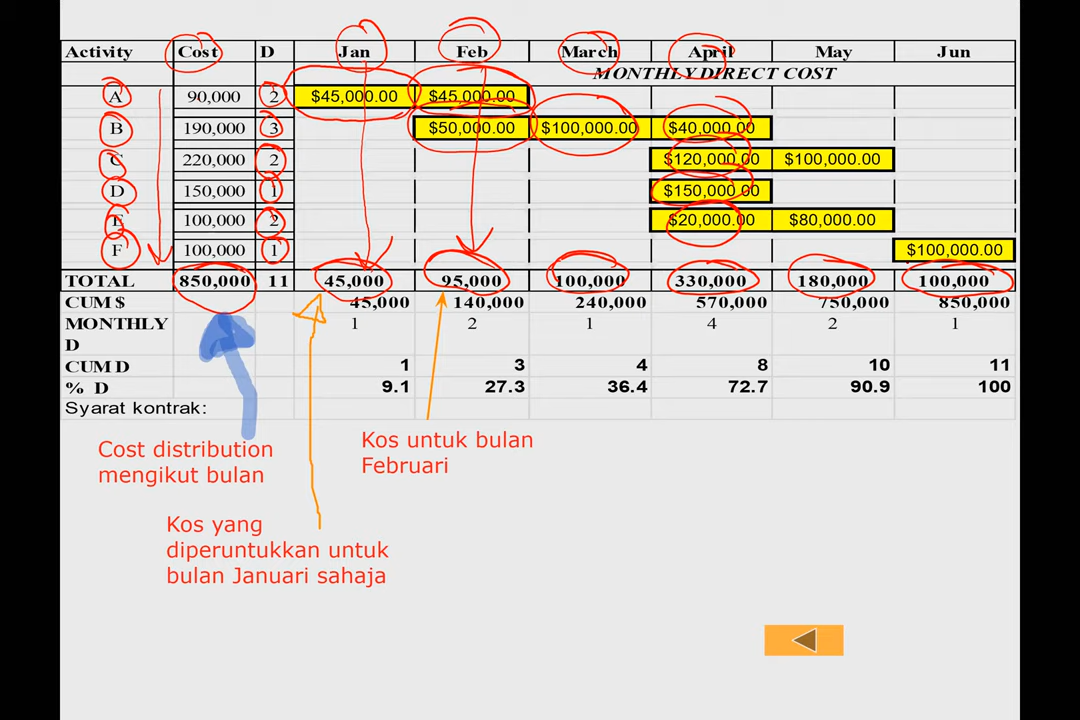 Activity Cost D Jan Feb March April May Jun
MONTHLY DIRECT COST
A 90,000 2 $45,000.00 $45,000.00
B 190,000 3 $50,000.00 $100,000.00 $40,000.00
C 220,000 2 $120,000.00 $100,000.00
D 150,000 1 $150,000.00
E 100,000 2 $20,000.00 $80,000.00
F 100,000 1 $100,000.00
TOTAL 850,000 11 45,000 95,000 100,000 330,000 180,000 100,000
CUM $ 45,000 140,000 240,000 570,000 750,000 850,000
MONTHLY 1 2 1 4 2 1
D
CUM D 1 3 4 8 10 11
% D 9.1 27.3 36.4 72.7 90.9 100
Syarat kontrak:
Cost distribution
mengikut bulan
Kos untuk bulan
Februari
Kos yang
diperuntukkan untuk
bulan Januari sahaja